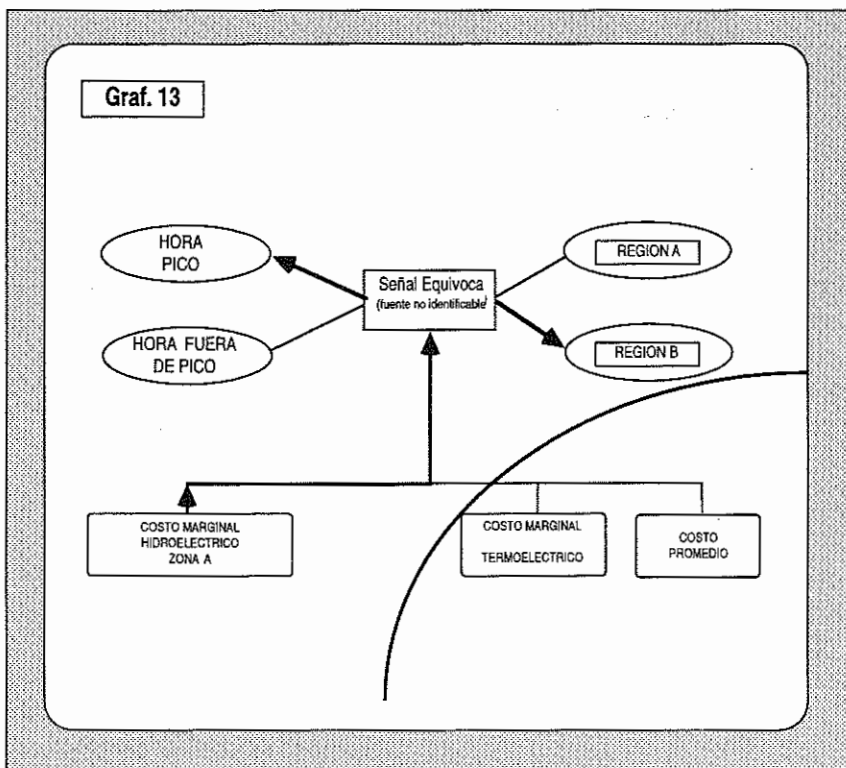 Graf. 13
HORA
PICO
HORA FUERA
DE PICO
Señal Equivoca
(fuente no identificable)
REGION A
REGION B
COSTO MARGINAL
HIDROELECTRICO
ZONA A
COSTO MARGINAL
TERMOELECTRICO
COSTO
PROMEDIO